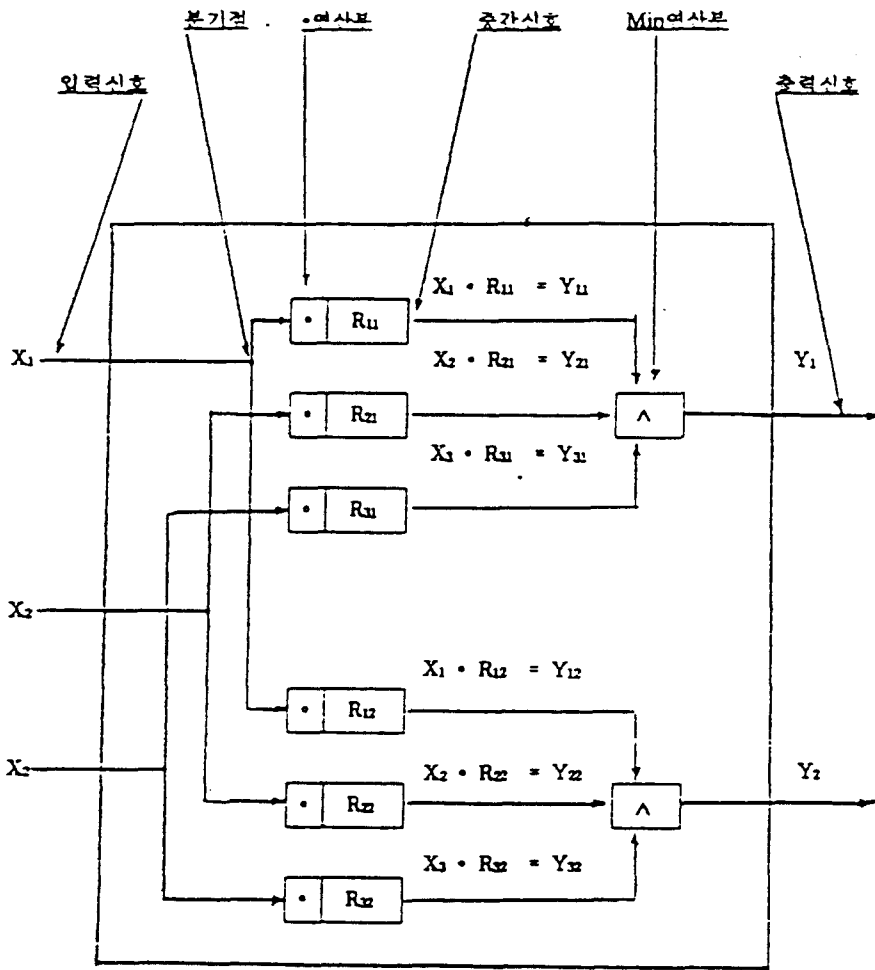 분기점 · •연산부 중간신호 Min연산부
입력신호 출력신호
X₁ • R₁₁ = Y₁₁
• R₁₁
X₁
X₂ • R₂₁ = Y₂₁
Y₁
• R₂₁
∧
X₃ • R₃₁ = Y₃₁
• R₃₁
X₂
X₁ • R₁₂ = Y₁₂
• R₁₂
X₃
X₂ • R₂₂ = Y₂₂
Y₂
• R₂₂
∧
X₃ • R₃₂ = Y₃₂
• R₃₂